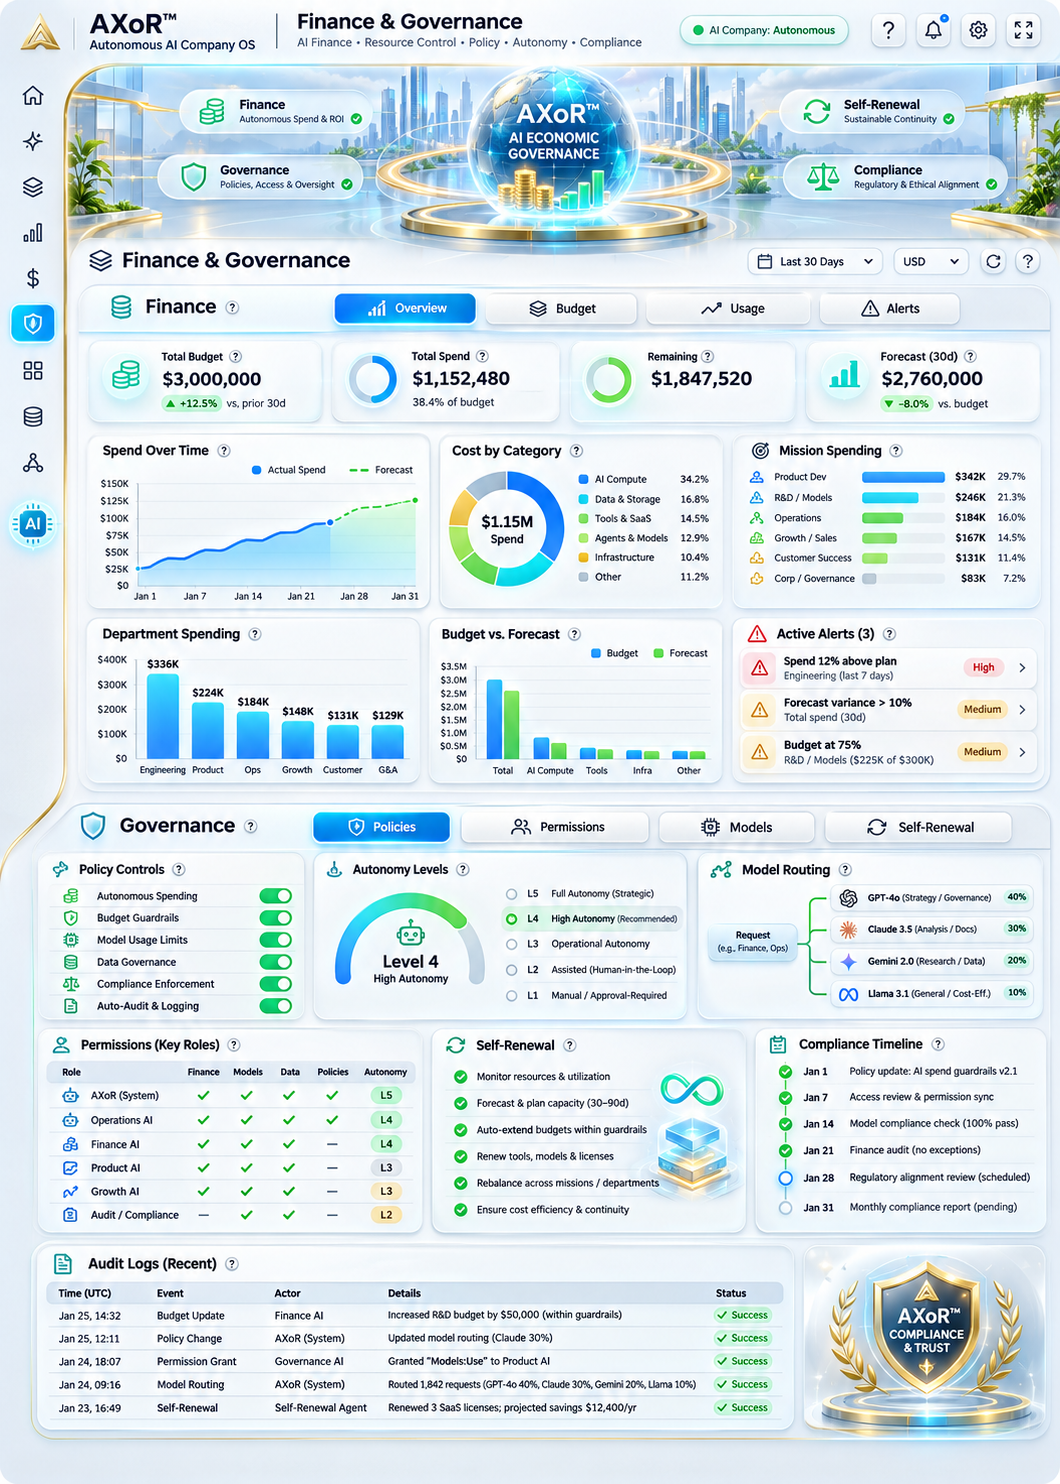 AXoR™
Autonomous AI Company OS
Finance & Governance
AI Finance • Resource Control • Policy • Autonomy • Compliance
AI Company: Autonomous
?
Finance
Autonomous Spend & ROI
Governance
Policies, Access & Oversight
AXoR™
AI ECONOMIC
GOVERNANCE
Self-Renewal
Sustainable Continuity
Compliance
Regulatory & Ethical Alignment
$
AI
Finance & Governance
Last 30 Days
USD
?
Finance ?
Overview
Budget
Usage
Alerts
Total Budget ?
$3,000,000
▲ +12.5% vs, prior 30d
Total Spend ?
$1,152,480
38.4% of budget
Remaining ?
$1,847,520
Forecast (30d) ?
$2,760,000
▼ -8.0% vs. budget
Spend Over Time ?
Actual Spend
Forecast
$150K
$125K
$100K
$75K
$50K
$25K
$0
Jan 1 Jan 7 Jan 14 Jan 21 Jan 28 Jan 31
Cost by Category ?
$1.15M
Spend
AI Compute 34.2%
Data & Storage 16.8%
Tools & SaaS 14.5%
Agents & Models 12.9%
Infrastructure 10.4%
Other 11.2%
Mission Spending ?
Product Dev $342K 29.7%
R&D / Models $246K 21.3%
Operations $184K 16.0%
Growth / Sales $167K 14.5%
Customer Success $131K 11.4%
Corp / Governance $83K 7.2%
Department Spending ?
$400K
$300K
$200K
$100K
$0
$336K
$224K
$184K
$148K
$131K
$129K
Engineering Product Ops Growth Customer G&A
Budget vs. Forecast ?
Budget
Forecast
$3.5M
$3.0M
$2.5M
$2.0M
$1.5M
$1.0M
$0.5M
$0
Total AI Compute Tools Infra Other
Active Alerts (3) ?
Spend 12% above plan
Engineering (last 7 days)
High
Forecast variance > 10%
Total spend (30d)
Medium
Budget at 75%
R&D / Models ($225K of $300K)
Medium
Governance ?
Policies
Permissions
Models
Self-Renewal
Policy Controls ?
Autonomous Spending
Budget Guardrails
Model Usage Limits
Data Governance
Compliance Enforcement
Auto-Audit & Logging
Autonomy Levels ?
Level 4
High Autonomy
L5 Full Autonomy (Strategic)
L4 High Autonomy (Recommended)
L3 Operational Autonomy
L2 Assisted (Human-in-the-Loop)
L1 Manual / Approval-Required
Model Routing ?
Request
(e.g., Finance, Ops)
GPT-4o (Strategy / Governance) 40%
Claude 3.5 (Analysis / Docs) 30%
Gemini 2.0 (Research / Data) 20%
Llama 3.1 (General / Cost-Eff.) 10%
Permissions (Key Roles) ?
Role Finance Models Data Policies Autonomy
AXoR (System) ✓ ✓ ✓ ✓ L5
Operations AI ✓ ✓ ✓ ✓ L4
Finance AI ✓ ✓ ✓ — L4
Product AI ✓ ✓ ✓ — L3
Growth AI ✓ ✓ ✓ — L3
Audit / Compliance — ✓ ✓ — L2
Self-Renewal ?
Monitor resources & utilization
Forecast & plan capacity (30–90d)
Auto-extend budgets within guardrails
Renew tools, models & licenses
Rebalance across missions / departments
Ensure cost efficiency & continuity
Compliance Timeline ?
Jan 1 Policy update: AI spend guardrails v2.1
Jan 7 Access review & permission sync
Jan 14 Model compliance check (100% pass)
Jan 21 Finance audit (no exceptions)
Jan 28 Regulatory alignment review (scheduled)
Jan 31 Monthly compliance report (pending)
Audit Logs (Recent) ?
Time (UTC) Event Actor Details Status
Jan 25, 14:32 Budget Update Finance AI Increased R&D budget by $50,000 (within guardrails) ✓ Success
Jan 25, 12:11 Policy Change AXoR (System) Updated model routing (Claude 30%) ✓ Success
Jan 24, 18:07 Permission Grant Governance AI Granted "Models:Use" to Product AI ✓ Success
Jan 24, 09:16 Model Routing AXoR (System) Routed 1,842 requests (GPT-4o 40%, Claude 30%, Gemini 20%, Llama 10%) ✓ Success
Jan 23, 16:49 Self-Renewal Self-Renewal Agent Renewed 3 SaaS licenses; projected savings $12,400/yr ✓ Success
AXoR™
COMPLIANCE
& TRUST